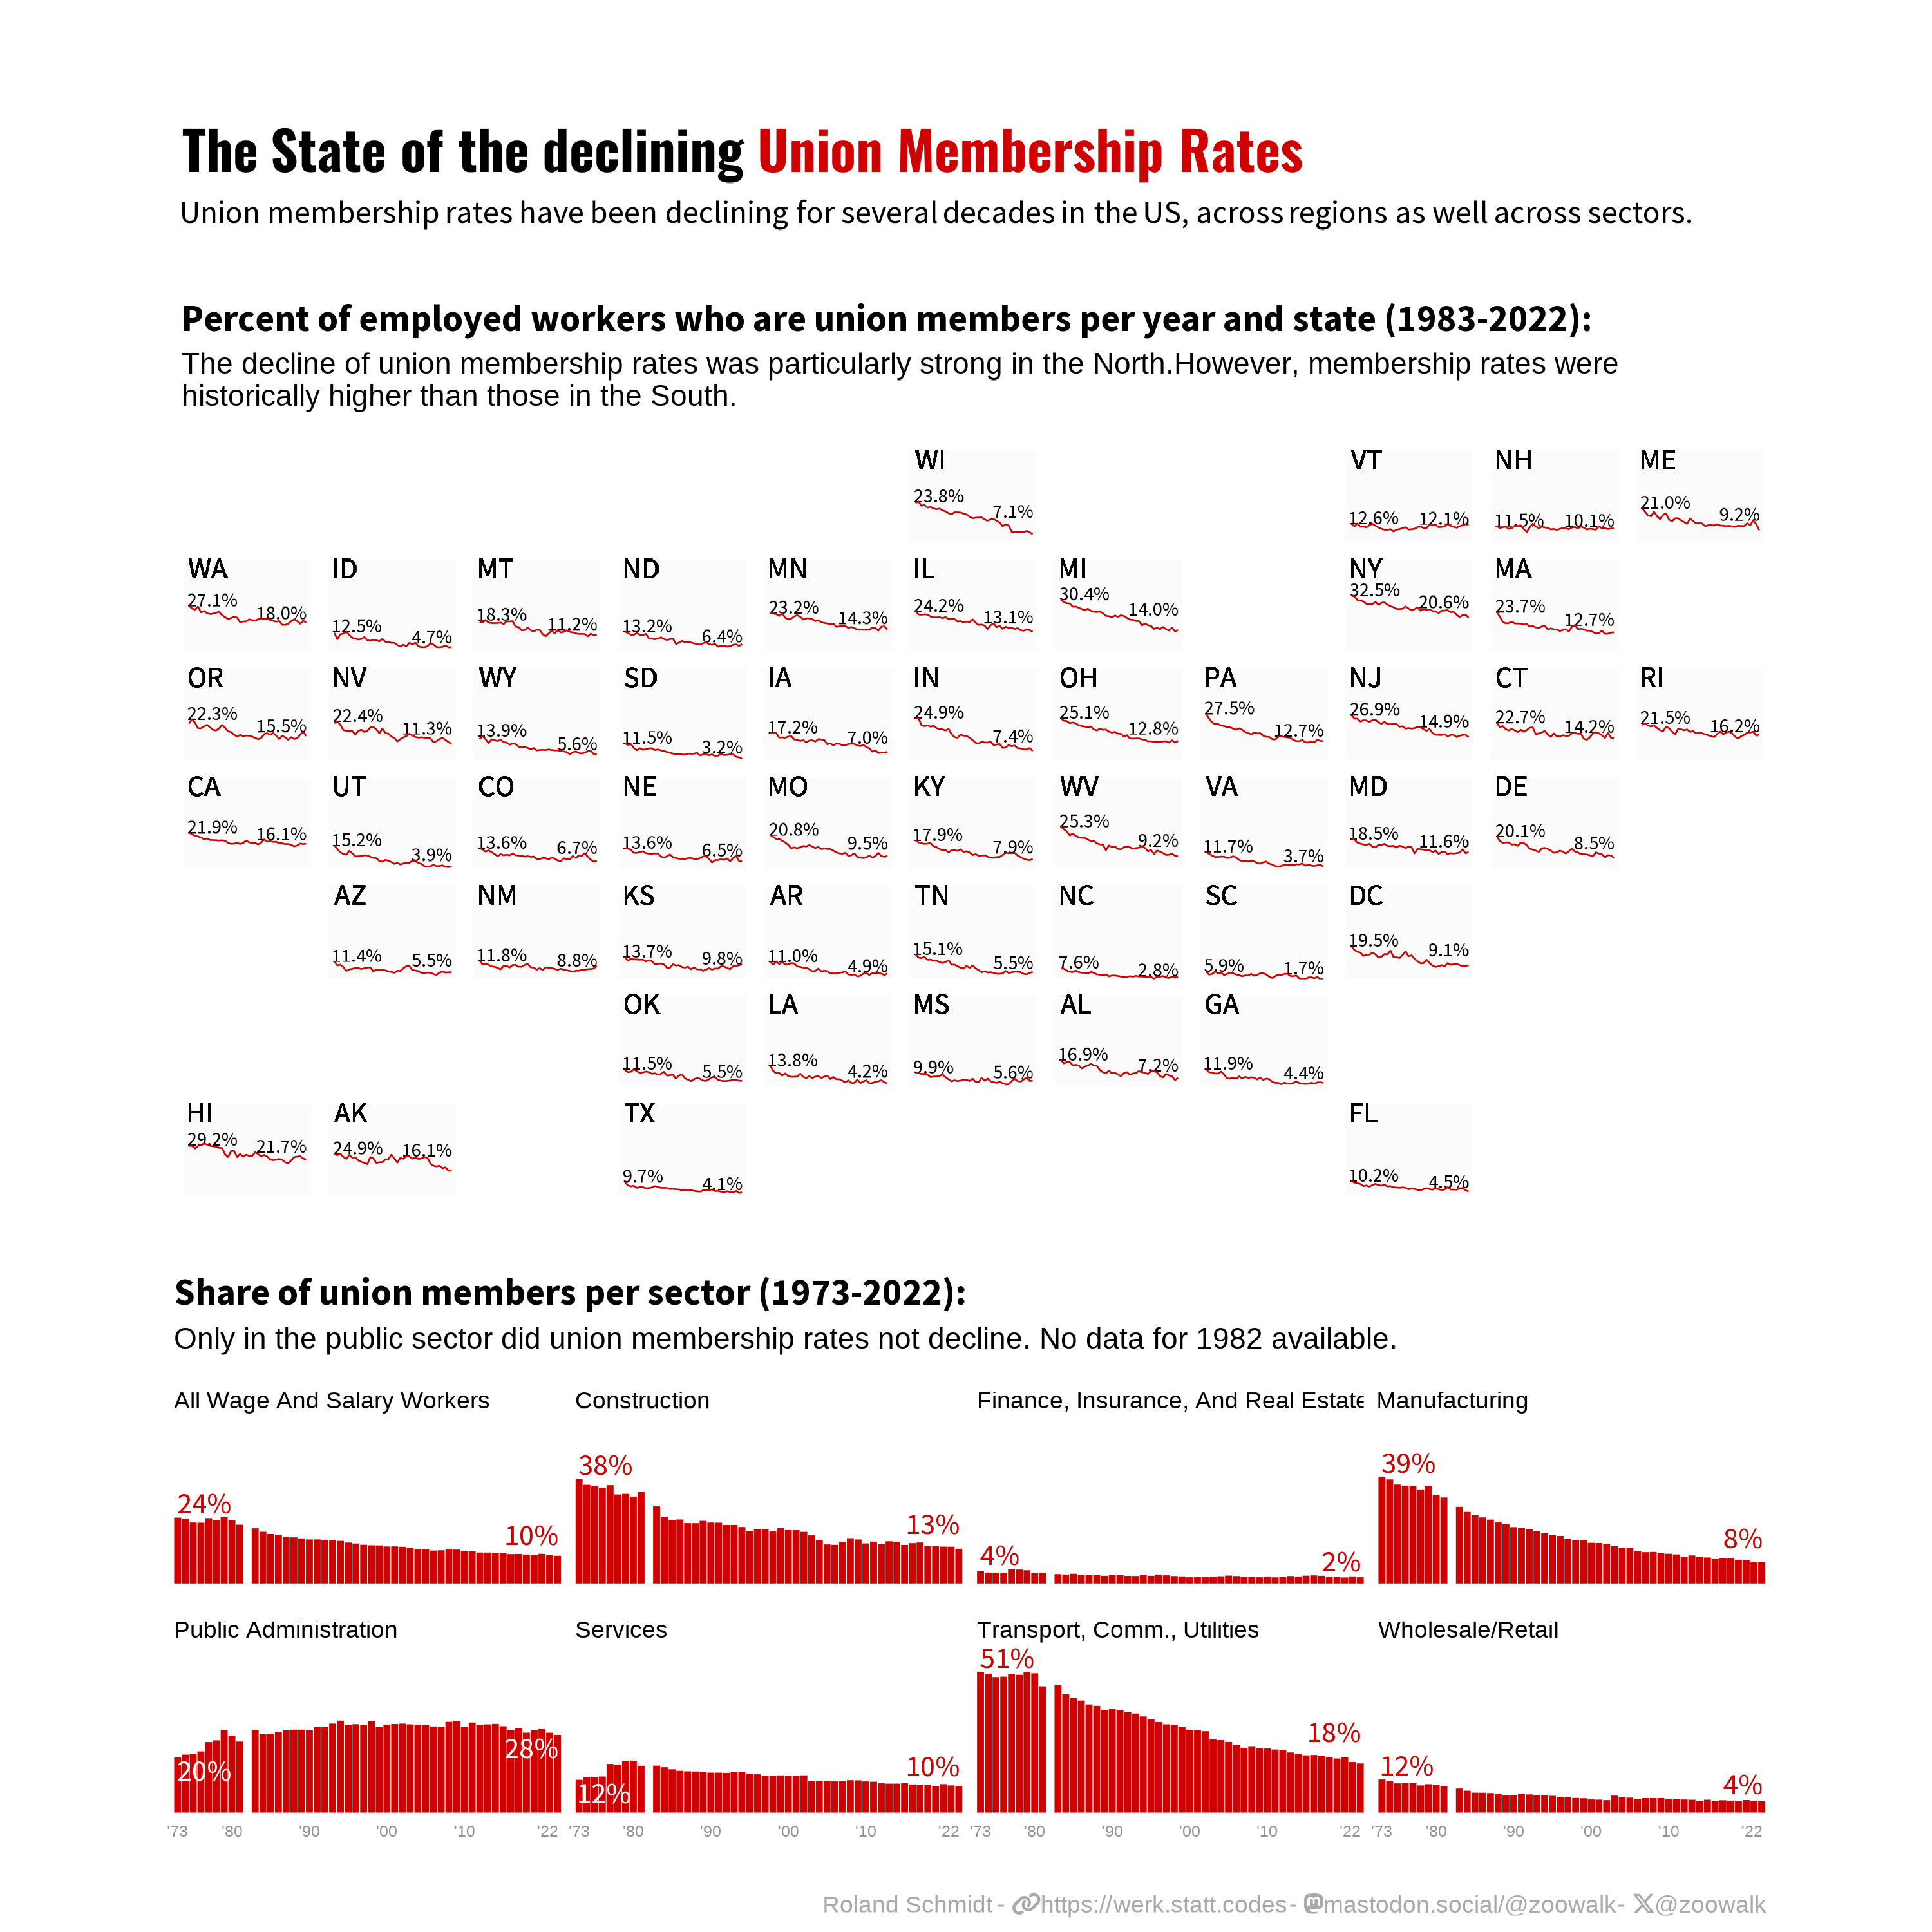 The State of the declining Union Membership Rates
Union membership rates have been declining for several decades in the US, across regions as well across sectors.
Percent of employed workers who are union members per year and state (1983-2022):
The decline of union membership rates was particularly strong in the North.However, membership rates were
historically higher than those in the South.
WI VT NH ME
23.8% 7.1% 12.6% 12.1% 11.5% 10.1% 21.0% 9.2%
WA ID MT ND MN IL MI NY MA
27.1% 18.0% 12.5% 4.7% 18.3% 11.2% 13.2% 6.4% 23.2% 14.3% 24.2% 13.1% 30.4% 14.0% 32.5% 20.6% 23.7% 12.7%
OR NV WY SD IA IN OH PA NJ CT RI
22.3% 15.5% 22.4% 11.3% 13.9% 5.6% 11.5% 3.2% 17.2% 7.0% 24.9% 7.4% 25.1% 12.8% 27.5% 12.7% 26.9% 14.9% 22.7% 14.2% 21.5% 16.2%
CA UT CO NE MO KY WV VA MD DE
21.9% 16.1% 15.2% 3.9% 13.6% 6.7% 13.6% 6.5% 20.8% 9.5% 17.9% 7.9% 25.3% 9.2% 11.7% 3.7% 18.5% 11.6% 20.1% 8.5%
AZ NM KS AR TN NC SC DC
11.4% 5.5% 11.8% 8.8% 13.7% 9.8% 11.0% 4.9% 15.1% 5.5% 7.6% 2.8% 5.9% 1.7% 19.5% 9.1%
OK LA MS AL GA
11.5% 5.5% 13.8% 4.2% 9.9% 5.6% 16.9% 7.2% 11.9% 4.4%
HI AK TX FL
29.2% 21.7% 24.9% 16.1% 9.7% 4.1% 10.2% 4.5%
Share of union members per sector (1973-2022):
Only in the public sector did union membership rates not decline. No data for 1982 available.
All Wage And Salary Workers Construction Finance, Insurance, And Real Estate Manufacturing
24% 10% 38% 13% 4% 2% 39% 8%
Public Administration Services Transport, Comm., Utilities Wholesale/Retail
20% 28% 12% 10% 51% 18% 12% 4%
'73 '80 '90 '00 '10 '22 '73 '80 '90 '00 '10 '22 '73 '80 '90 '00 '10 '22 '73 '80 '90 '00 '10 '22
Roland Schmidt - https://werk.statt.codes- mastodon.social/@zoowalk- X@zoowalk